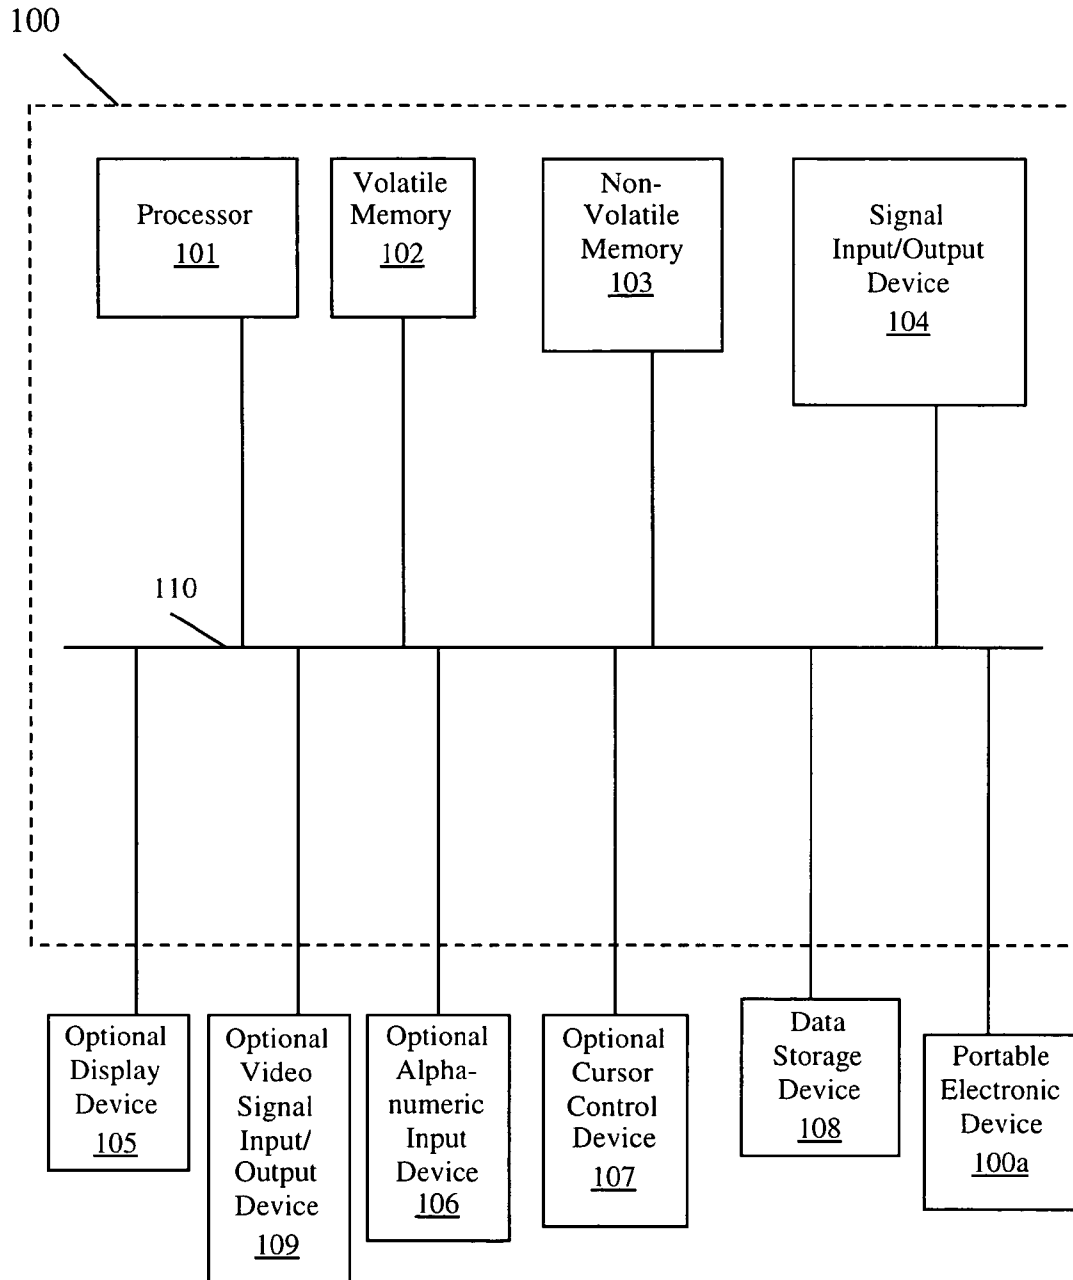 100
Processor
101
Volatile
Memory
102
Non-
Volatile
Memory
103
Signal
Input/Output
Device
104
110
Optional
Display
Device
105
Optional
Video
Signal
Input/
Output
Device
109
Optional
Alpha-
numeric
Input
Device
106
Optional
Cursor
Control
Device
107
Data
Storage
Device
108
Portable
Electronic
Device
100a